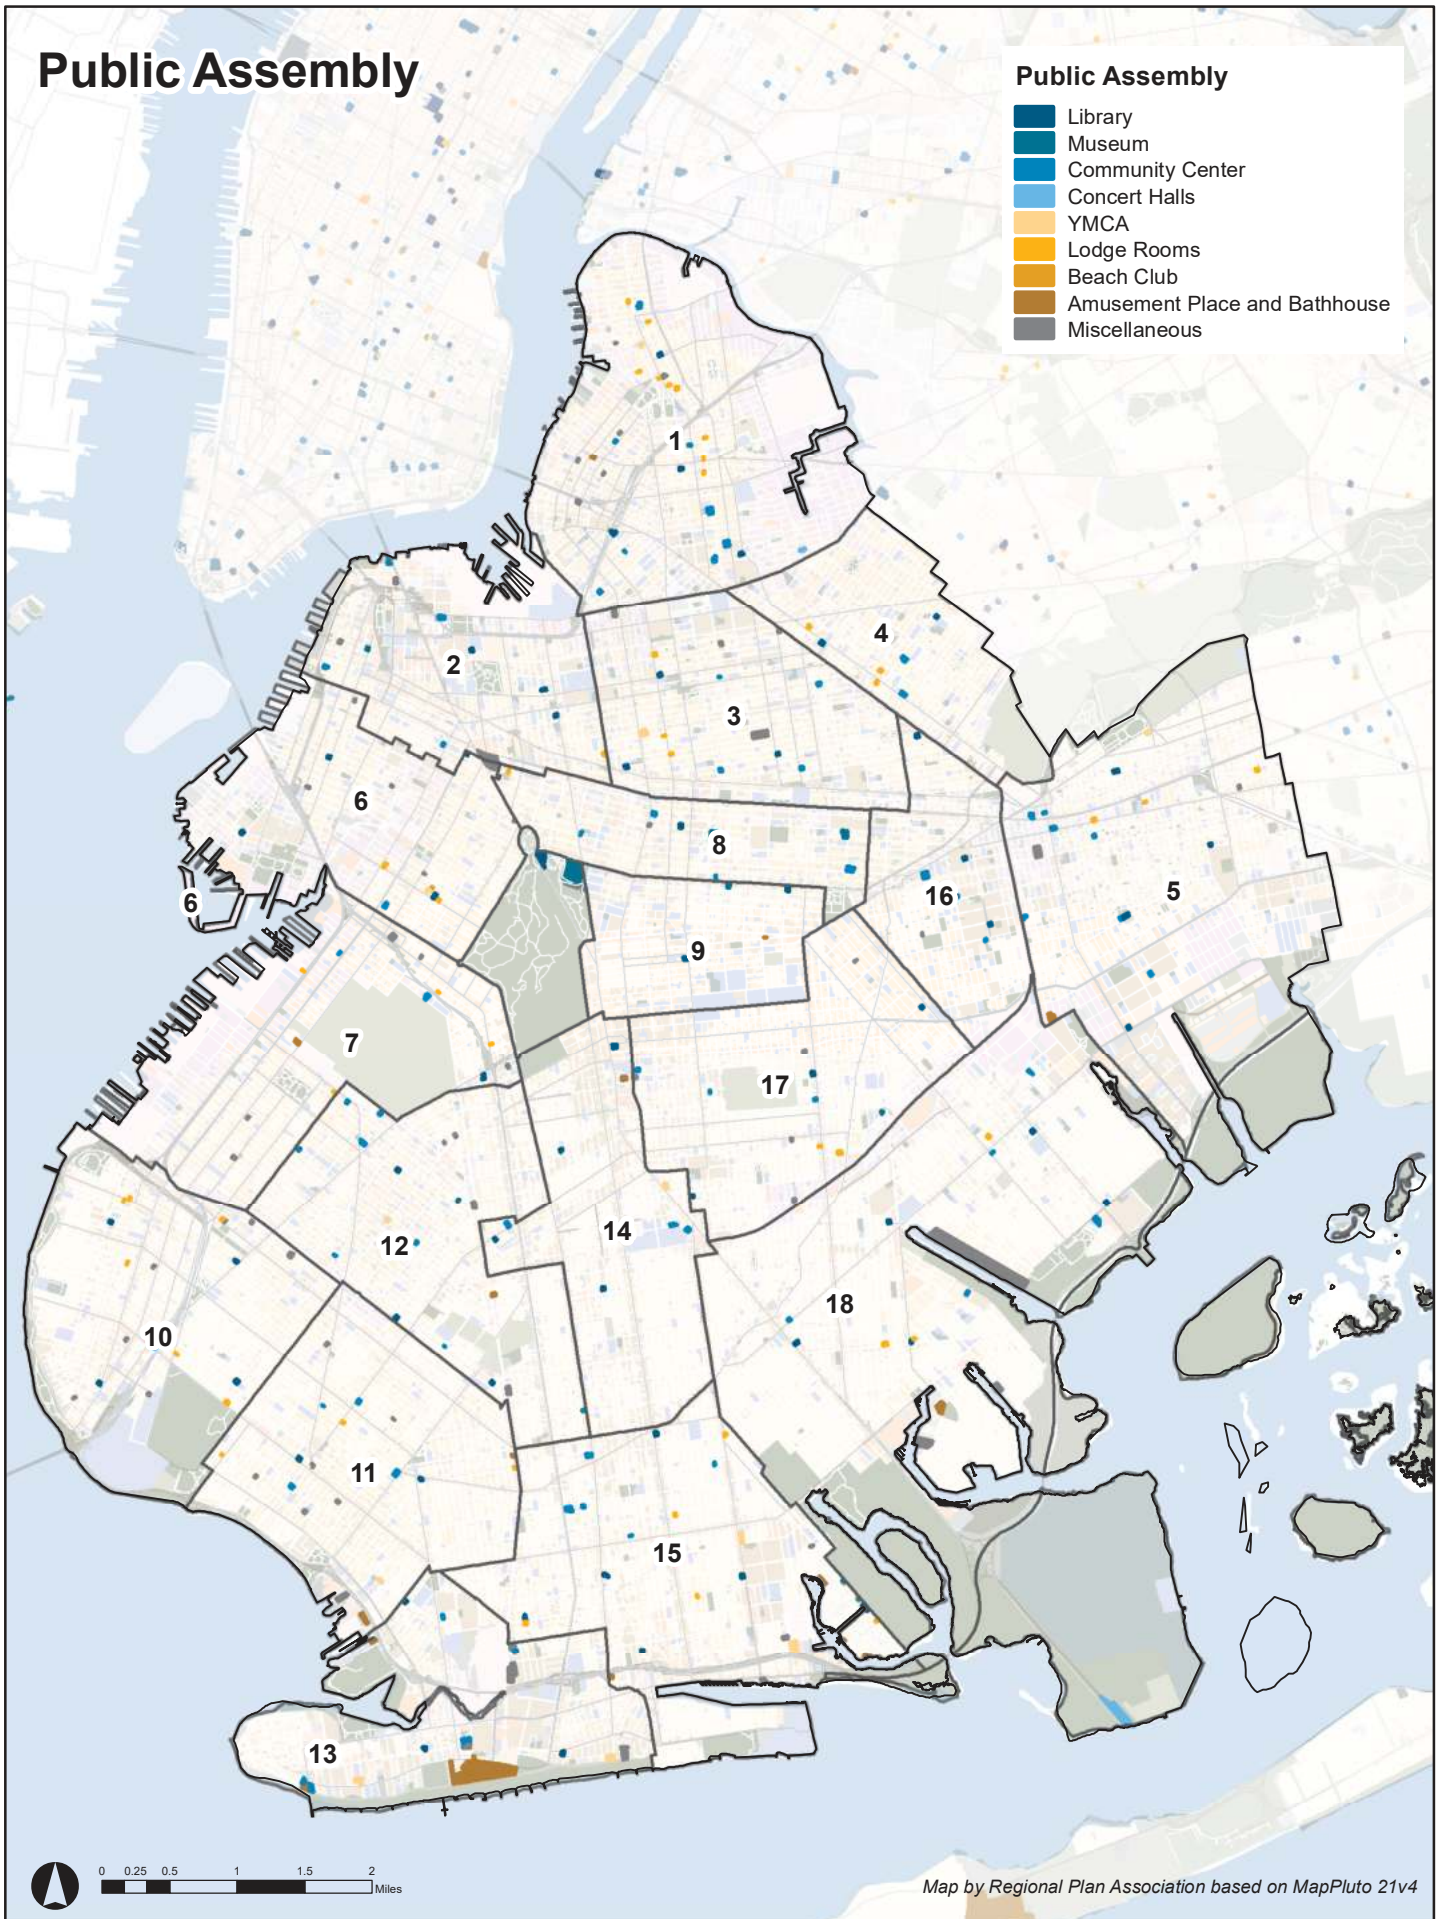 Public Assembly
Public Assembly
Library
Museum
Community Center
Concert Halls
YMCA
Lodge Rooms
Beach Club
Amusement Place and Bathhouse
Miscellaneous
1
4
2
3
6
8
5
16
6
9
7
17
14
12
18
10
11
15
13
0 0.25 0.5 1 1.5 2
Miles
Map by Regional Plan Association based on MapPluto 21v4